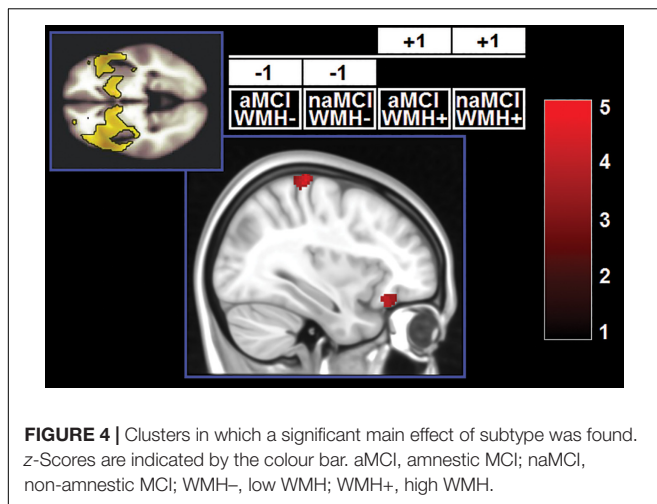 +1 +1
-1 -1
aMCI naMCI aMCI naMCI
WMH- WMH- WMH+ WMH+
5
4
3
2
1
FIGURE 4 | Clusters in which a significant main effect of subtype was found.
z-Scores are indicated by the colour bar. aMCI, amnestic MCI; naMCI,
non-amnestic MCI; WMH–, low WMH; WMH+, high WMH.